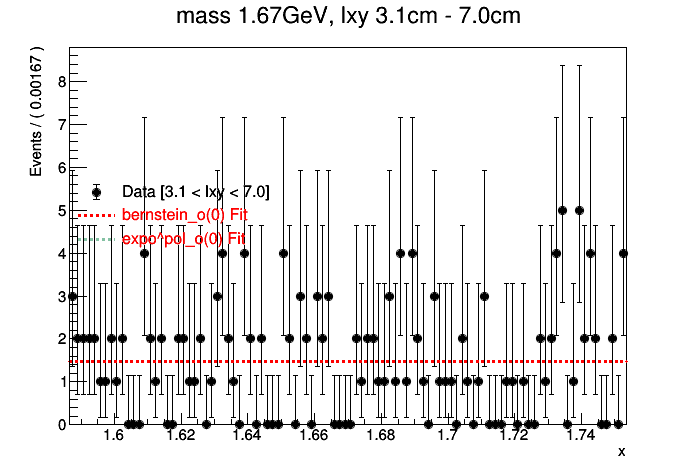 mass 1.67GeV, lxy 3.1cm - 7.0cm
Events / ( 0.00167 )
8
7
6
5
4
3
2
1
0
Data [3.1 < lxy < 7.0]
bernstein_o(0) Fit
expo^pol_o(0) Fit
1.6 1.62 1.64 1.66 1.68 1.7 1.72 1.74
x